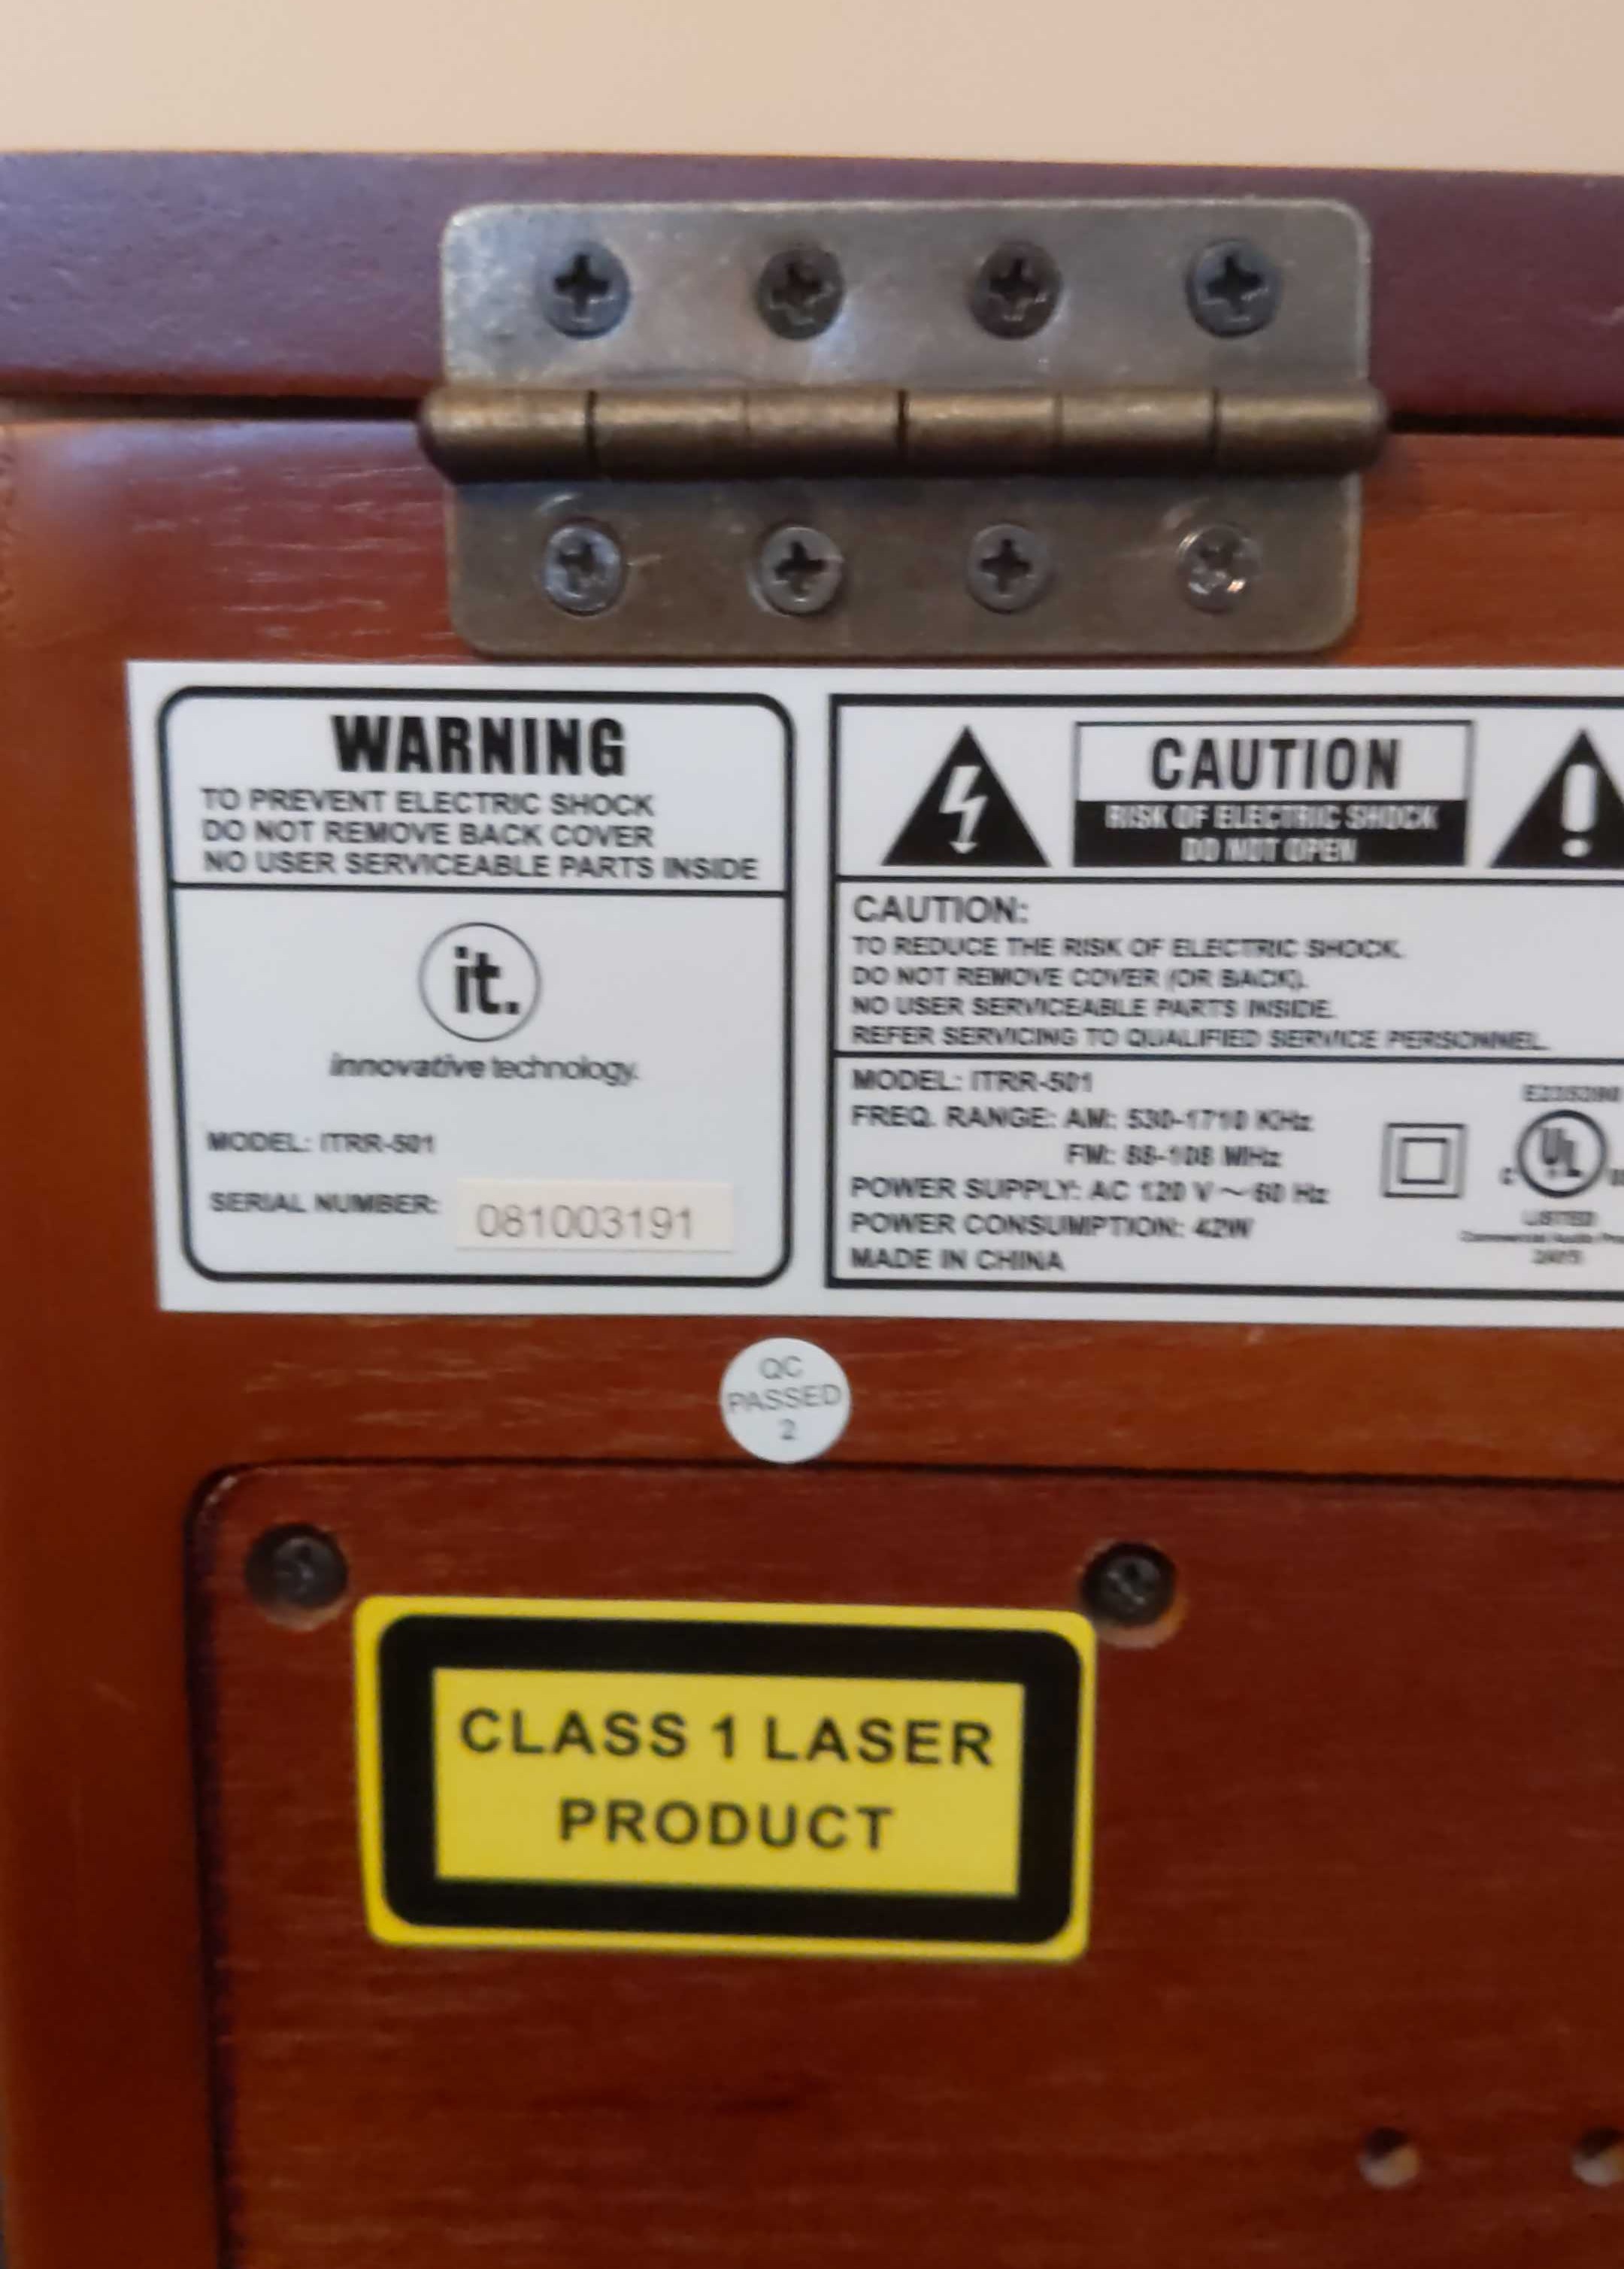 WARNING
TO PREVENT ELECTRIC SHOCK
DO NOT REMOVE BACK COVER
NO USER SERVICEABLE PARTS INSIDE
it.
innovative technology.
MODEL: ITRR-501
SERIAL NUMBER: 081003191
CAUTION
RISK OF ELECTRIC SHOCK
DO NOT OPEN
CAUTION:
TO REDUCE THE RISK OF ELECTRIC SHOCK.
DO NOT REMOVE COVER (OR BACK).
NO USER SERVICEABLE PARTS INSIDE.
REFER SERVICING TO QUALIFIED SERVICE PERSONNEL.
MODEL: ITRR-501
FREQ. RANGE: AM: 530-1710 KHz
FM: 88-108 MHz
POWER SUPPLY: AC 120 V ~ 60 Hz
POWER CONSUMPTION: 42W
MADE IN CHINA
C UL
LISTED
Commercial Audio
QC
PASSED
2
CLASS 1 LASER
PRODUCT